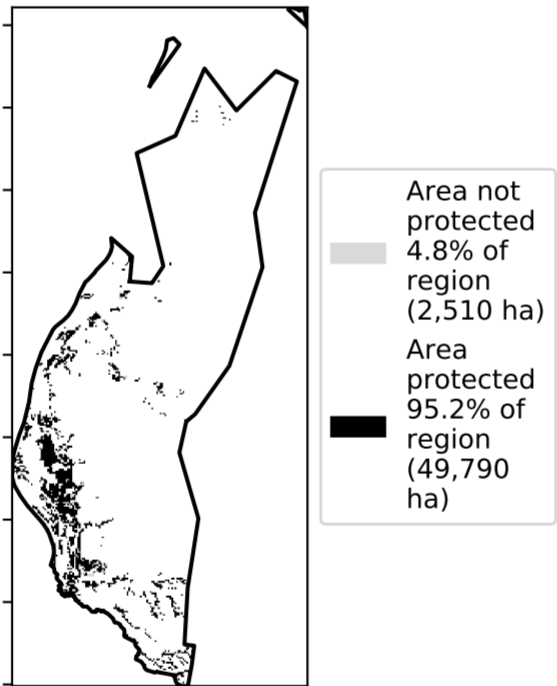 Area not
protected
4.8% of
region
(2,510 ha)
Area
protected
95.2% of
region
(49,790
ha)